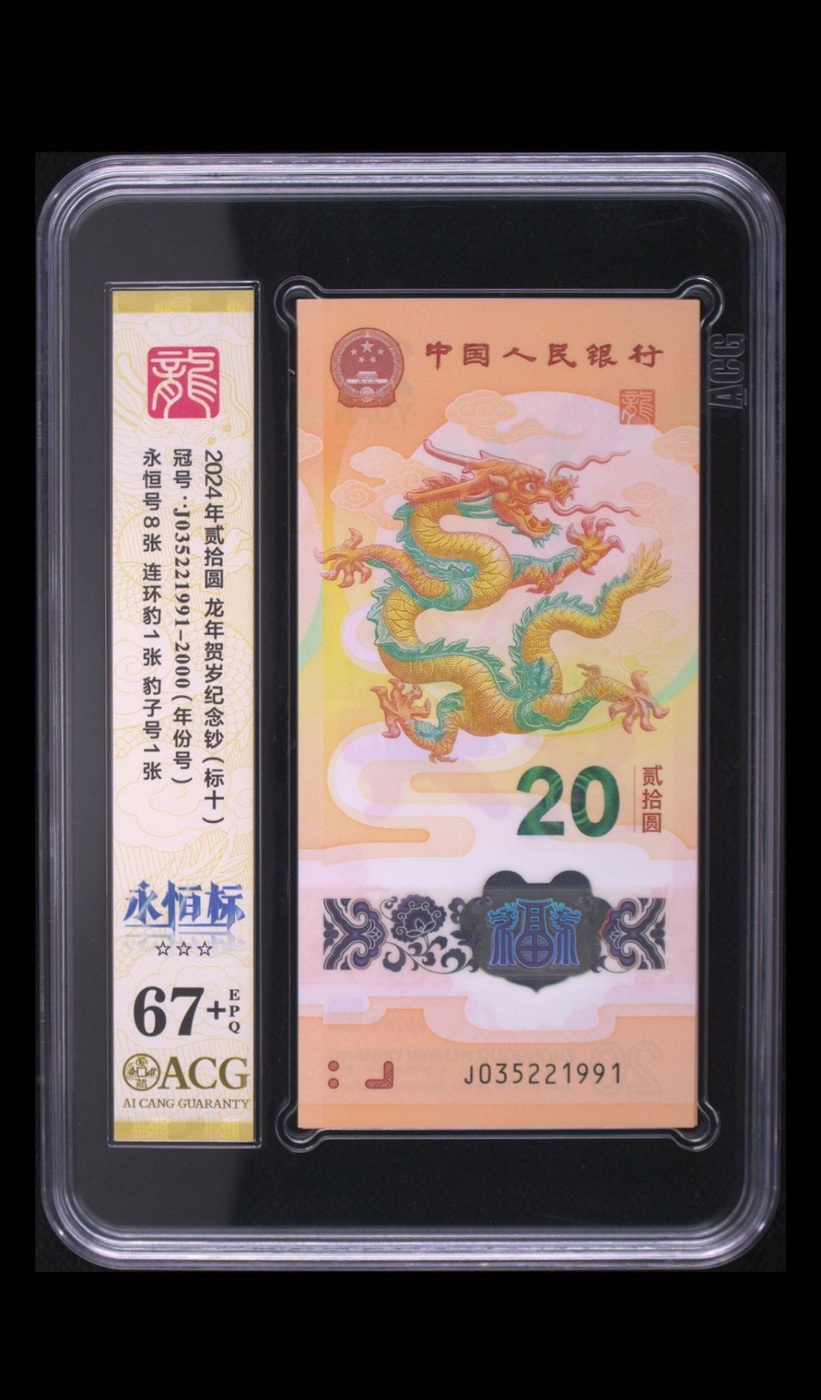 龍
2024年贰拾圆 龙年贺岁纪念钞(标十)
冠号:J035221991-2000(年份号)
永恒号8张 连环豹1张 豹子号1张
永恒标
☆☆☆
67+EPQ
ACG
AI CANG GUARANTY
中国人民银行
龍
20
贰拾圆
福
J035221991
ACG